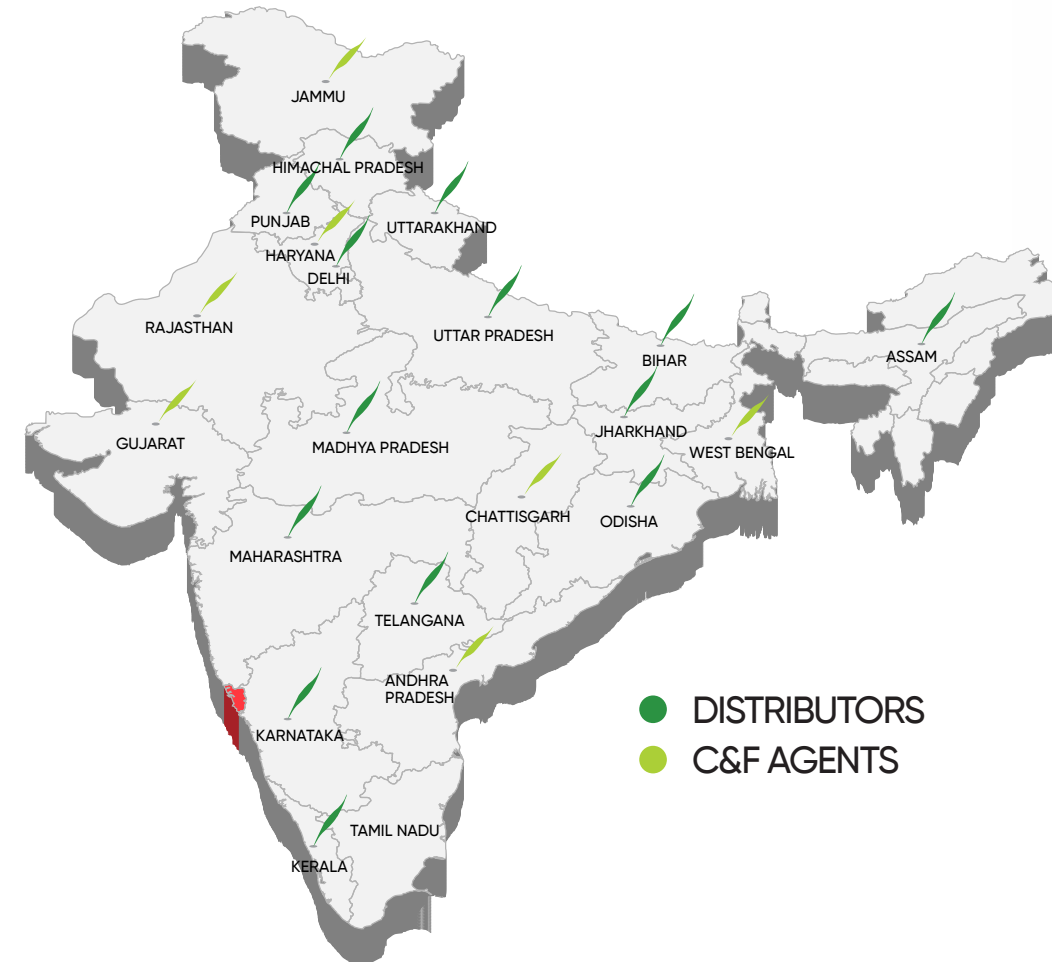 JAMMU
HIMACHAL PRADESH
PUNJAB
UTTARAKHAND
HARYANA
DELHI
RAJASTHAN
UTTAR PRADESH
BIHAR
ASSAM
GUJARAT
MADHYA PRADESH
JHARKHAND
WEST BENGAL
CHATTISGARH
ODISHA
MAHARASHTRA
TELANGANA
ANDHRA
PRADESH
KARNATAKA
DISTRIBUTORS
C&F AGENTS
TAMIL NADU
KERALA